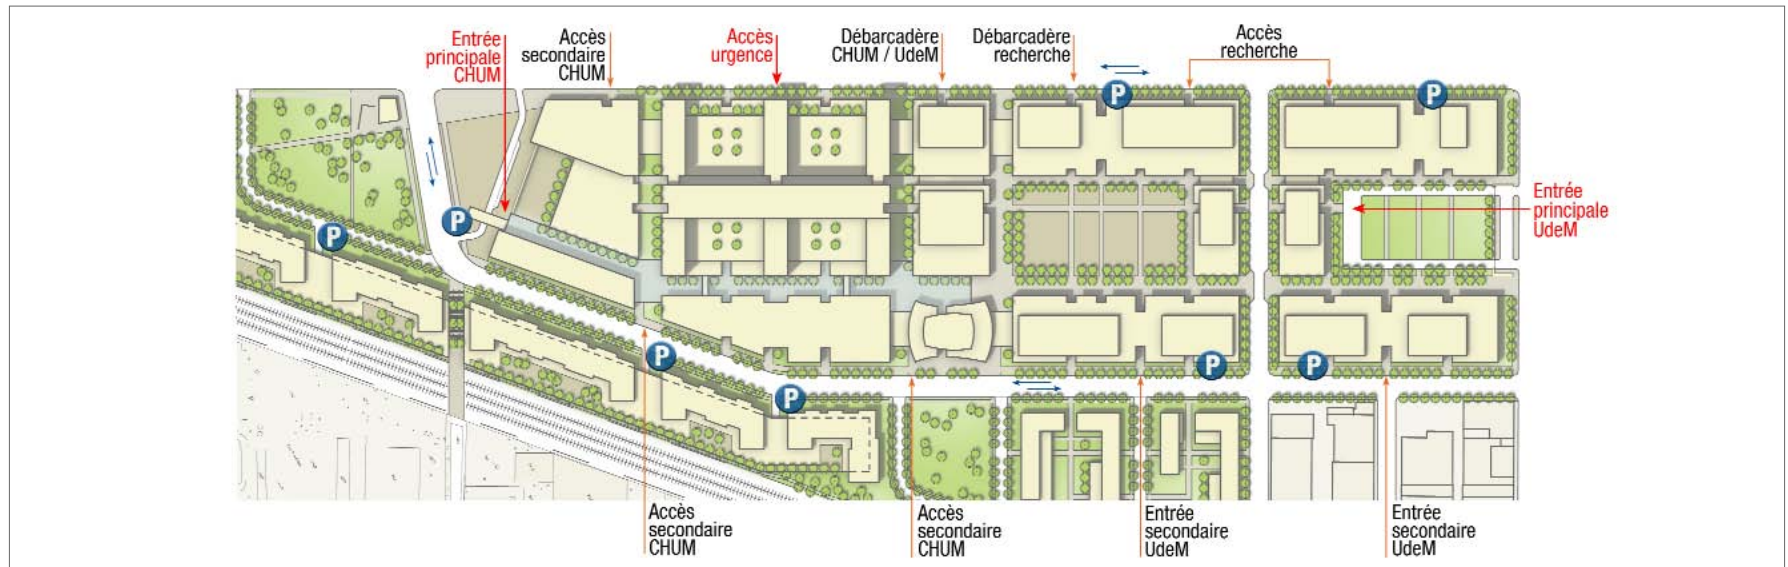 Entrée
principale
CHUM
Accès
secondaire
CHUM
Accès
urgence
Débarcadère
CHUM / UdeM
Débarcadère
recherche
Accès
recherche
P
P
P
P
Entrée
principale
UdeM
P
P
P
P
Accès
secondaire
CHUM
Accès
secondaire
CHUM
Entrée
secondaire
UdeM
Entrée
secondaire
UdeM